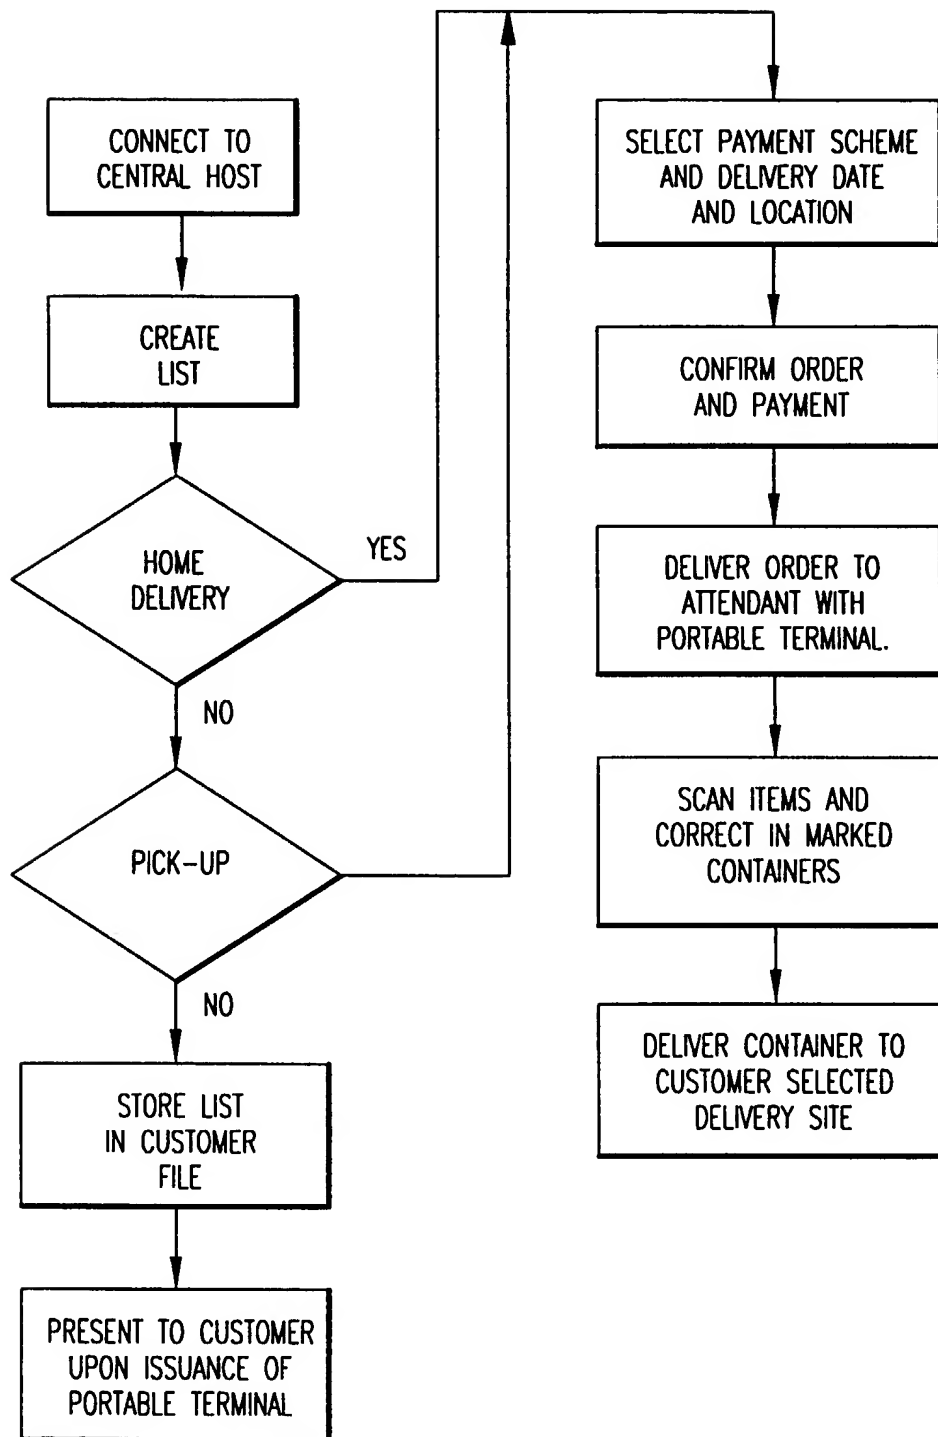 CONNECT TO
CENTRAL HOST
CREATE
LIST
HOME
DELIVERY
YES
NO
PICK-UP
NO
STORE LIST
IN CUSTOMER
FILE
PRESENT TO CUSTOMER
UPON ISSUANCE OF
PORTABLE TERMINAL
SELECT PAYMENT SCHEME
AND DELIVERY DATE
AND LOCATION
CONFIRM ORDER
AND PAYMENT
DELIVER ORDER TO
ATTENDANT WITH
PORTABLE TERMINAL.
SCAN ITEMS AND
CORRECT IN MARKED
CONTAINERS
DELIVER CONTAINER TO
CUSTOMER SELECTED
DELIVERY SITE